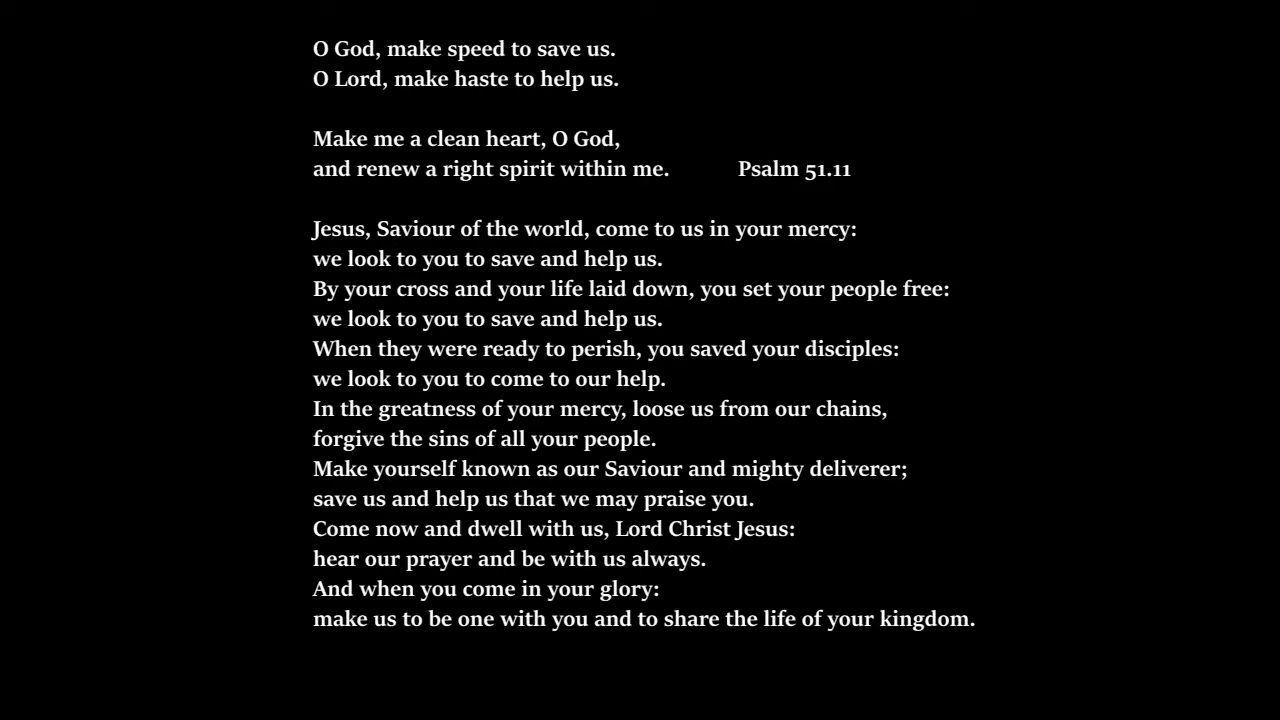 O God, make speed to save us.
O Lord, make haste to help us.
Make me a clean heart, O God,
and renew a right spirit within me. Psalm 51.11
Jesus, Saviour of the world, come to us in your mercy:
we look to you to save and help us.
By your cross and your life laid down, you set your people free:
we look to you to save and help us.
When they were ready to perish, you saved your disciples:
we look to you to come to our help.
In the greatness of your mercy, loose us from our chains,
forgive the sins of all your people.
Make yourself known as our Saviour and mighty deliverer;
save us and help us that we may praise you.
Come now and dwell with us, Lord Christ Jesus:
hear our prayer and be with us always.
And when you come in your glory:
make us to be one with you and to share the life of your kingdom.